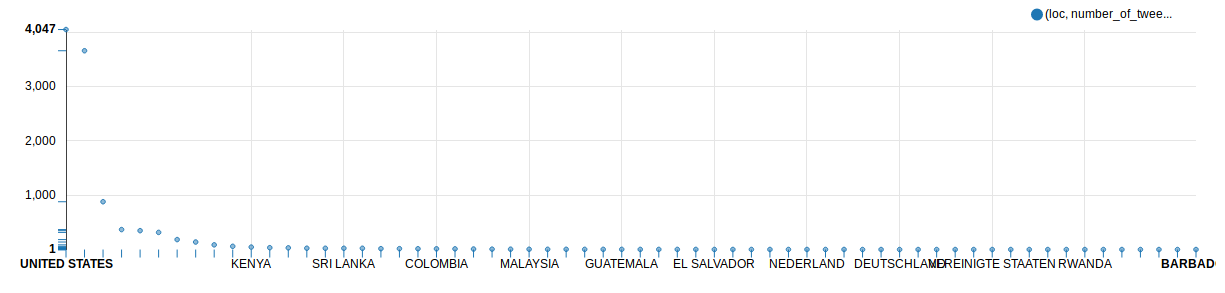 (loc, number_of_twee...
4,047
3,000
2,000
1,000
1
UNITED STATES KENYA SRI LANKA COLOMBIA MALAYSIA GUATEMALA EL SALVADOR NEDERLAND DEUTSCHLAND VEREINIGTE STAATEN RWANDA BARBAD